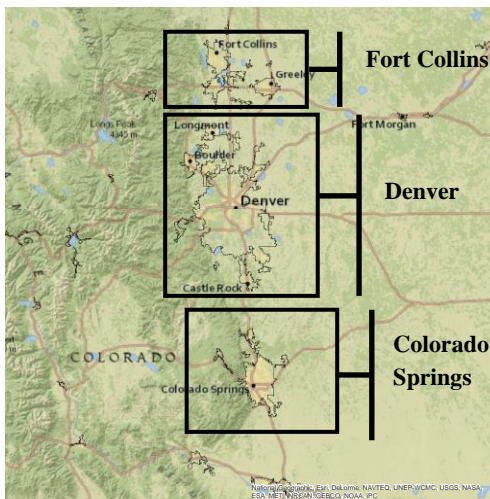 Fort Collins
Greeley
Fort Collins
Longs Peak
Fort Morgan
Longmont
Boulder
Denver
Denver
Castle Rock
COLORADO
Colorado Springs
Colorado
Springs
National Geographic, Esri, DeLorme, NAVTEQ, UNEP-WCMC, USGS, NASA,
ESA, METI, NRCAN, GEBCO, NOAA, iPC